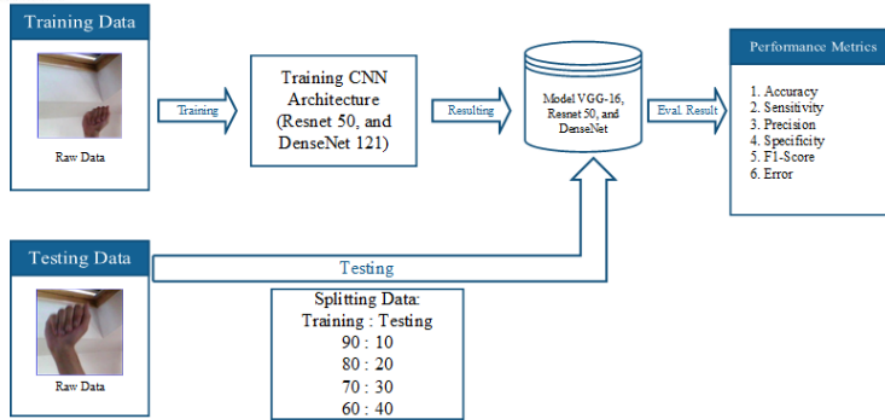 Training Data
Raw Data
Training
Training CNN
Architecture
(Resnet 50, and
DenseNet 121)
Resulting
Model VGG-16,
Resnet 50, and
DenseNet
Eval. Result
Performance Metrics
1. Accuracy
2. Sensitivity
3. Precision
4. Specificity
5. F1-Score
6. Error
Testing Data
Raw Data
Testing
Splitting Data:
Training : Testing
90 : 10
80 : 20
70 : 30
60 : 40